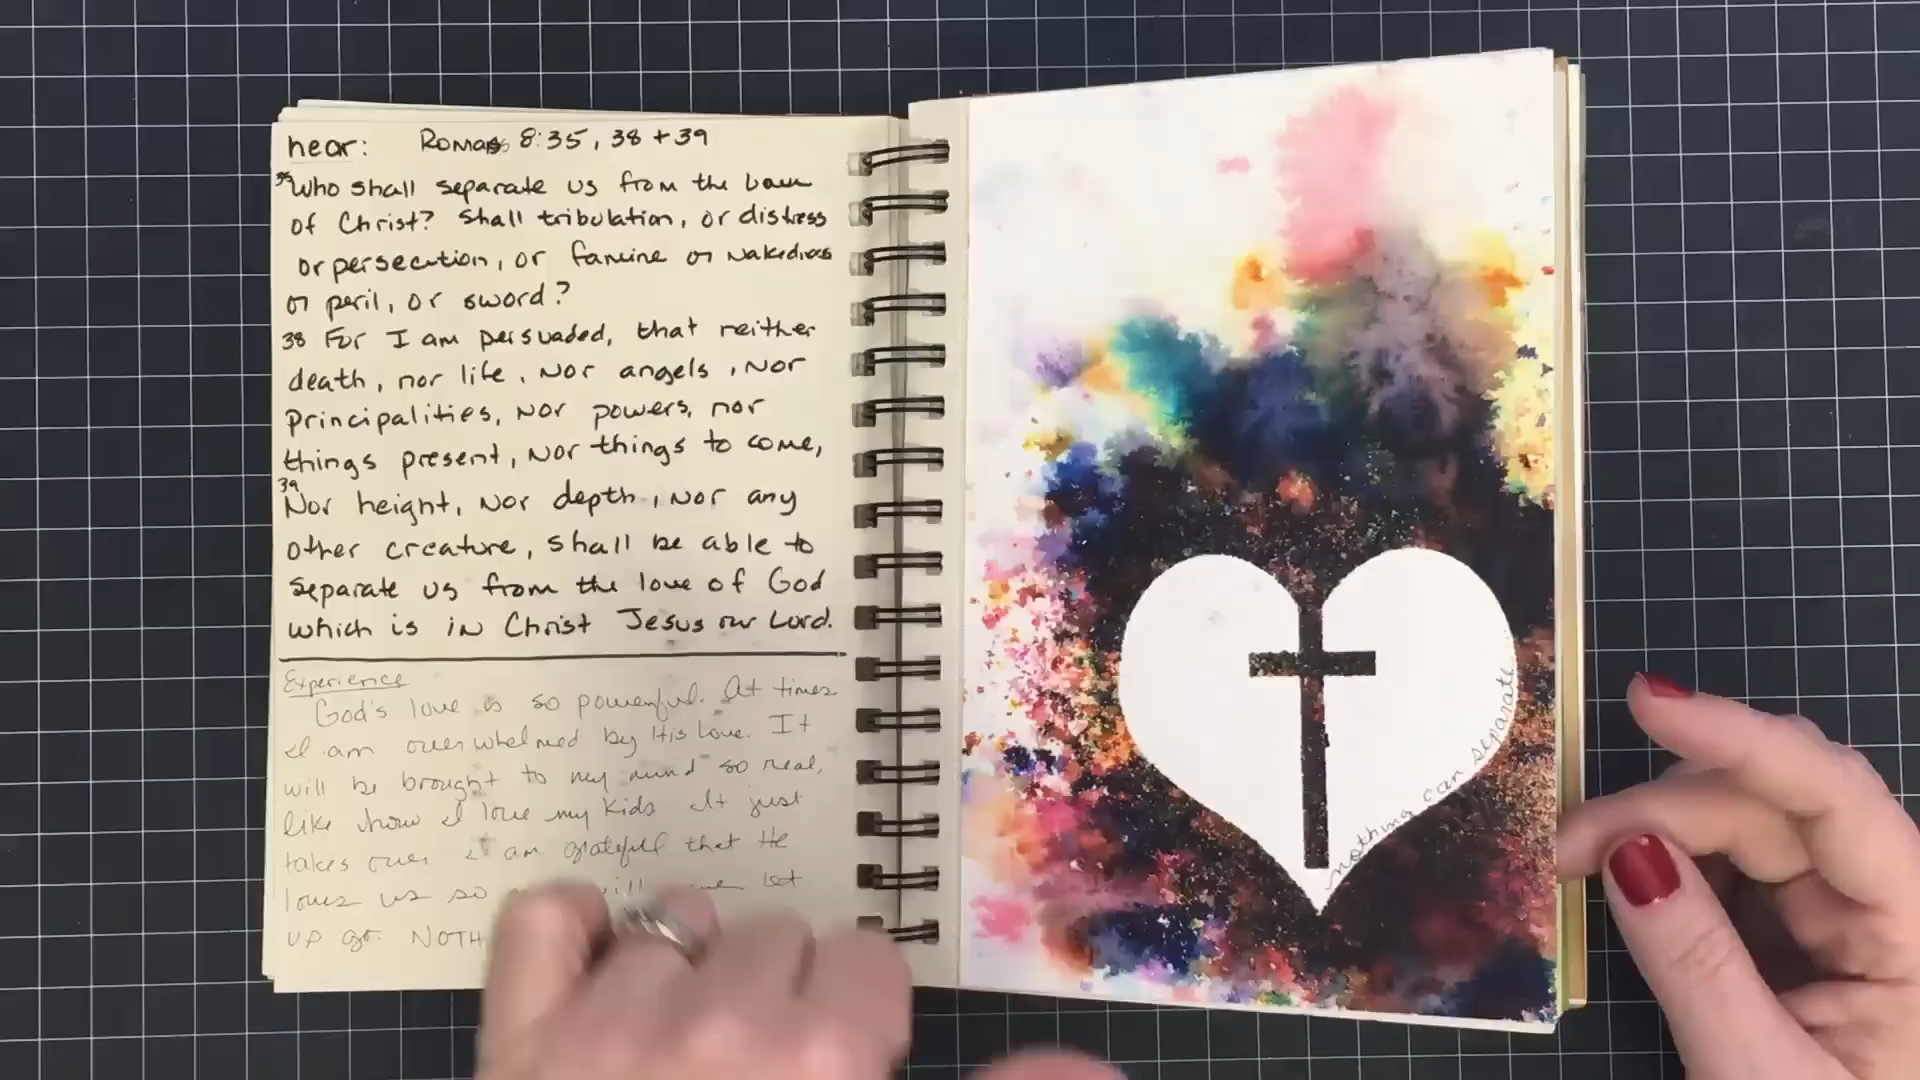 hear: Romans 8:35, 38 + 39
35 Who shall separate us from the love
of Christ? Shall tribulation, or distress
or persecution, or famine or nakedness
or peril, or sword?
38 For I am persuaded, that neither
death, nor life, nor angels, nor
principalities, nor powers, nor
things present, nor things to come,
39 Nor height, nor depth, nor any
other creature, shall be able to
separate us from the love of God
which is in Christ Jesus our Lord.
Experience
God's love is so powerful. At times
I am overwhelmed by His Love. It
will be brought to my mind so real,
like how I love my kids It just
takes over I am grateful that He
loves us so will let
up go. NOTH
nothing can separate